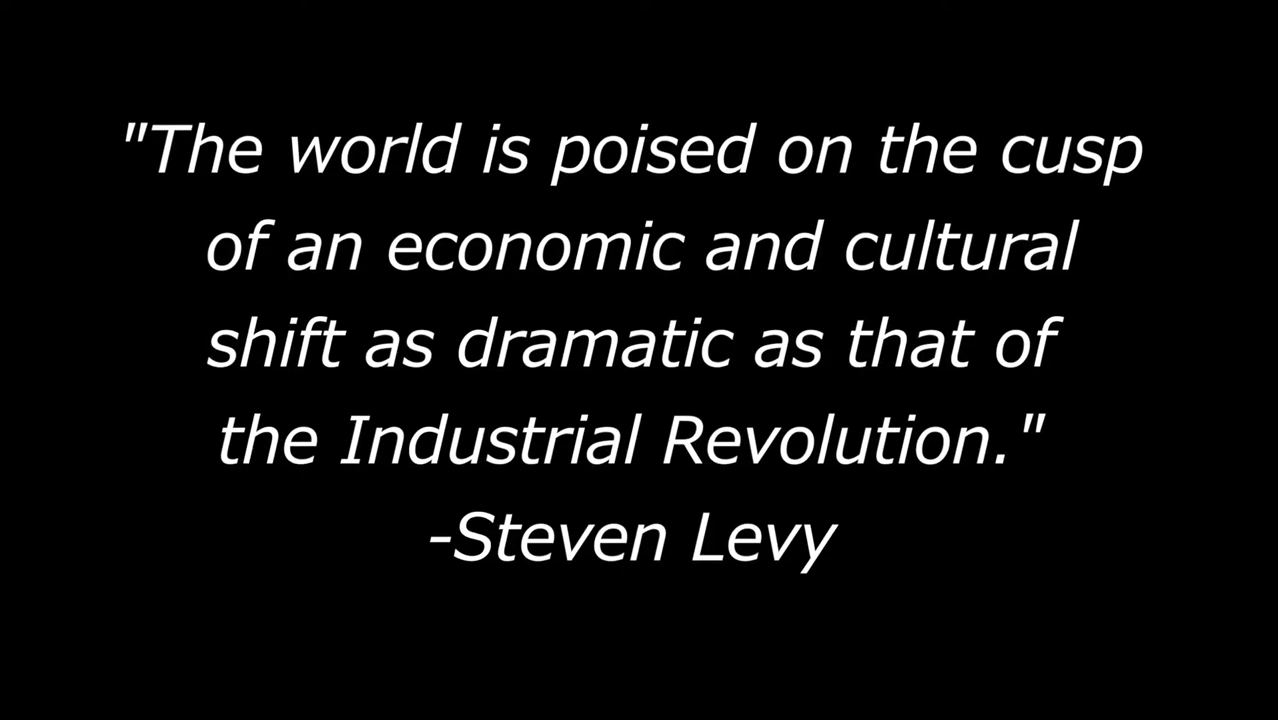 "The world is poised on the cusp
of an economic and cultural
shift as dramatic as that of
the Industrial Revolution."
-Steven Levy